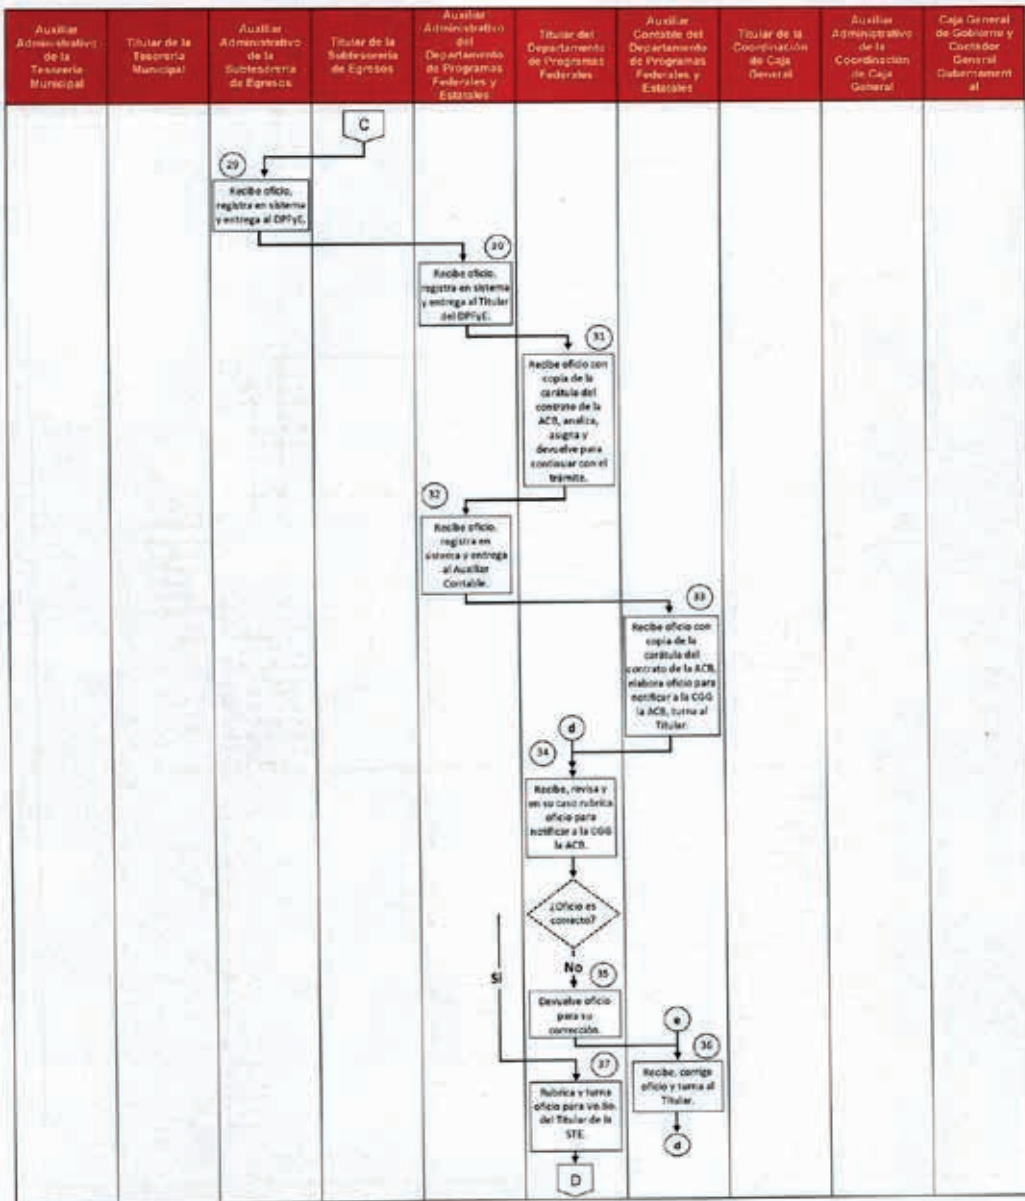 Auxiliar
Administrativo
de la
Tesorería
Municipal
Titular de la
Tesorería
Municipal
Auxiliar
Administrativo
de la
Subtesorería
de Egresos
Titular de la
Subtesorería
de Egresos
Auxiliar
Administrativo
del
Departamento
de Programas
Federales y
Estatales
Titular del
Departamento
de Programas
Federales
Auxiliar
Contable del
Departamento
de Programas
Federales y
Estatales
Titular de la
Coordinación
de Caja
General
Auxiliar
Administrativo
de la
Coordinación
de Caja
General
Caja General
de Gobierno y
Contador
General
Gubernament
al
C
29
Recibe oficio,
registra en sistema
y entrega al DPFyE.
30
Recibe oficio,
registra en sistema
y entrega al Titular
del DPFyE.
31
Recibe oficio con
copia de la
carátula del
contrato de la
ACB, analiza,
asigna y
devuelve para
continuar con el
trámite.
32
Recibe oficio,
registra en
sistema y entrega
al Auxiliar
Contable.
33
Recibe oficio con
copia de la
carátula del
contrato de la ACB,
elabora oficio para
notificar a la CGG
la ACB, turna al
Titular.
d
34
Recibe, revisa y
en su caso rubrica
oficio para
notificar a la CGG
la ACB.
¿Oficio es
correcto?
Si
No
35
Devuelve oficio
para su
corrección.
e
36
Recibe, corrige
oficio y turna al
Titular.
d
37
Rubrica y turna
oficio para Vo.Bo.
del Titular de la
STE.
D